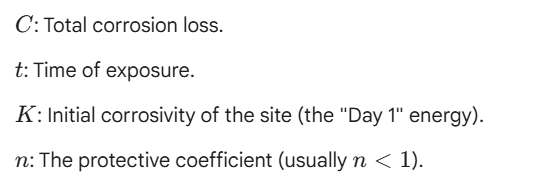 C: Total corrosion loss.
t: Time of exposure.
K: Initial corrosivity of the site (the "Day 1" energy).
n: The protective coefficient (usually n < 1).